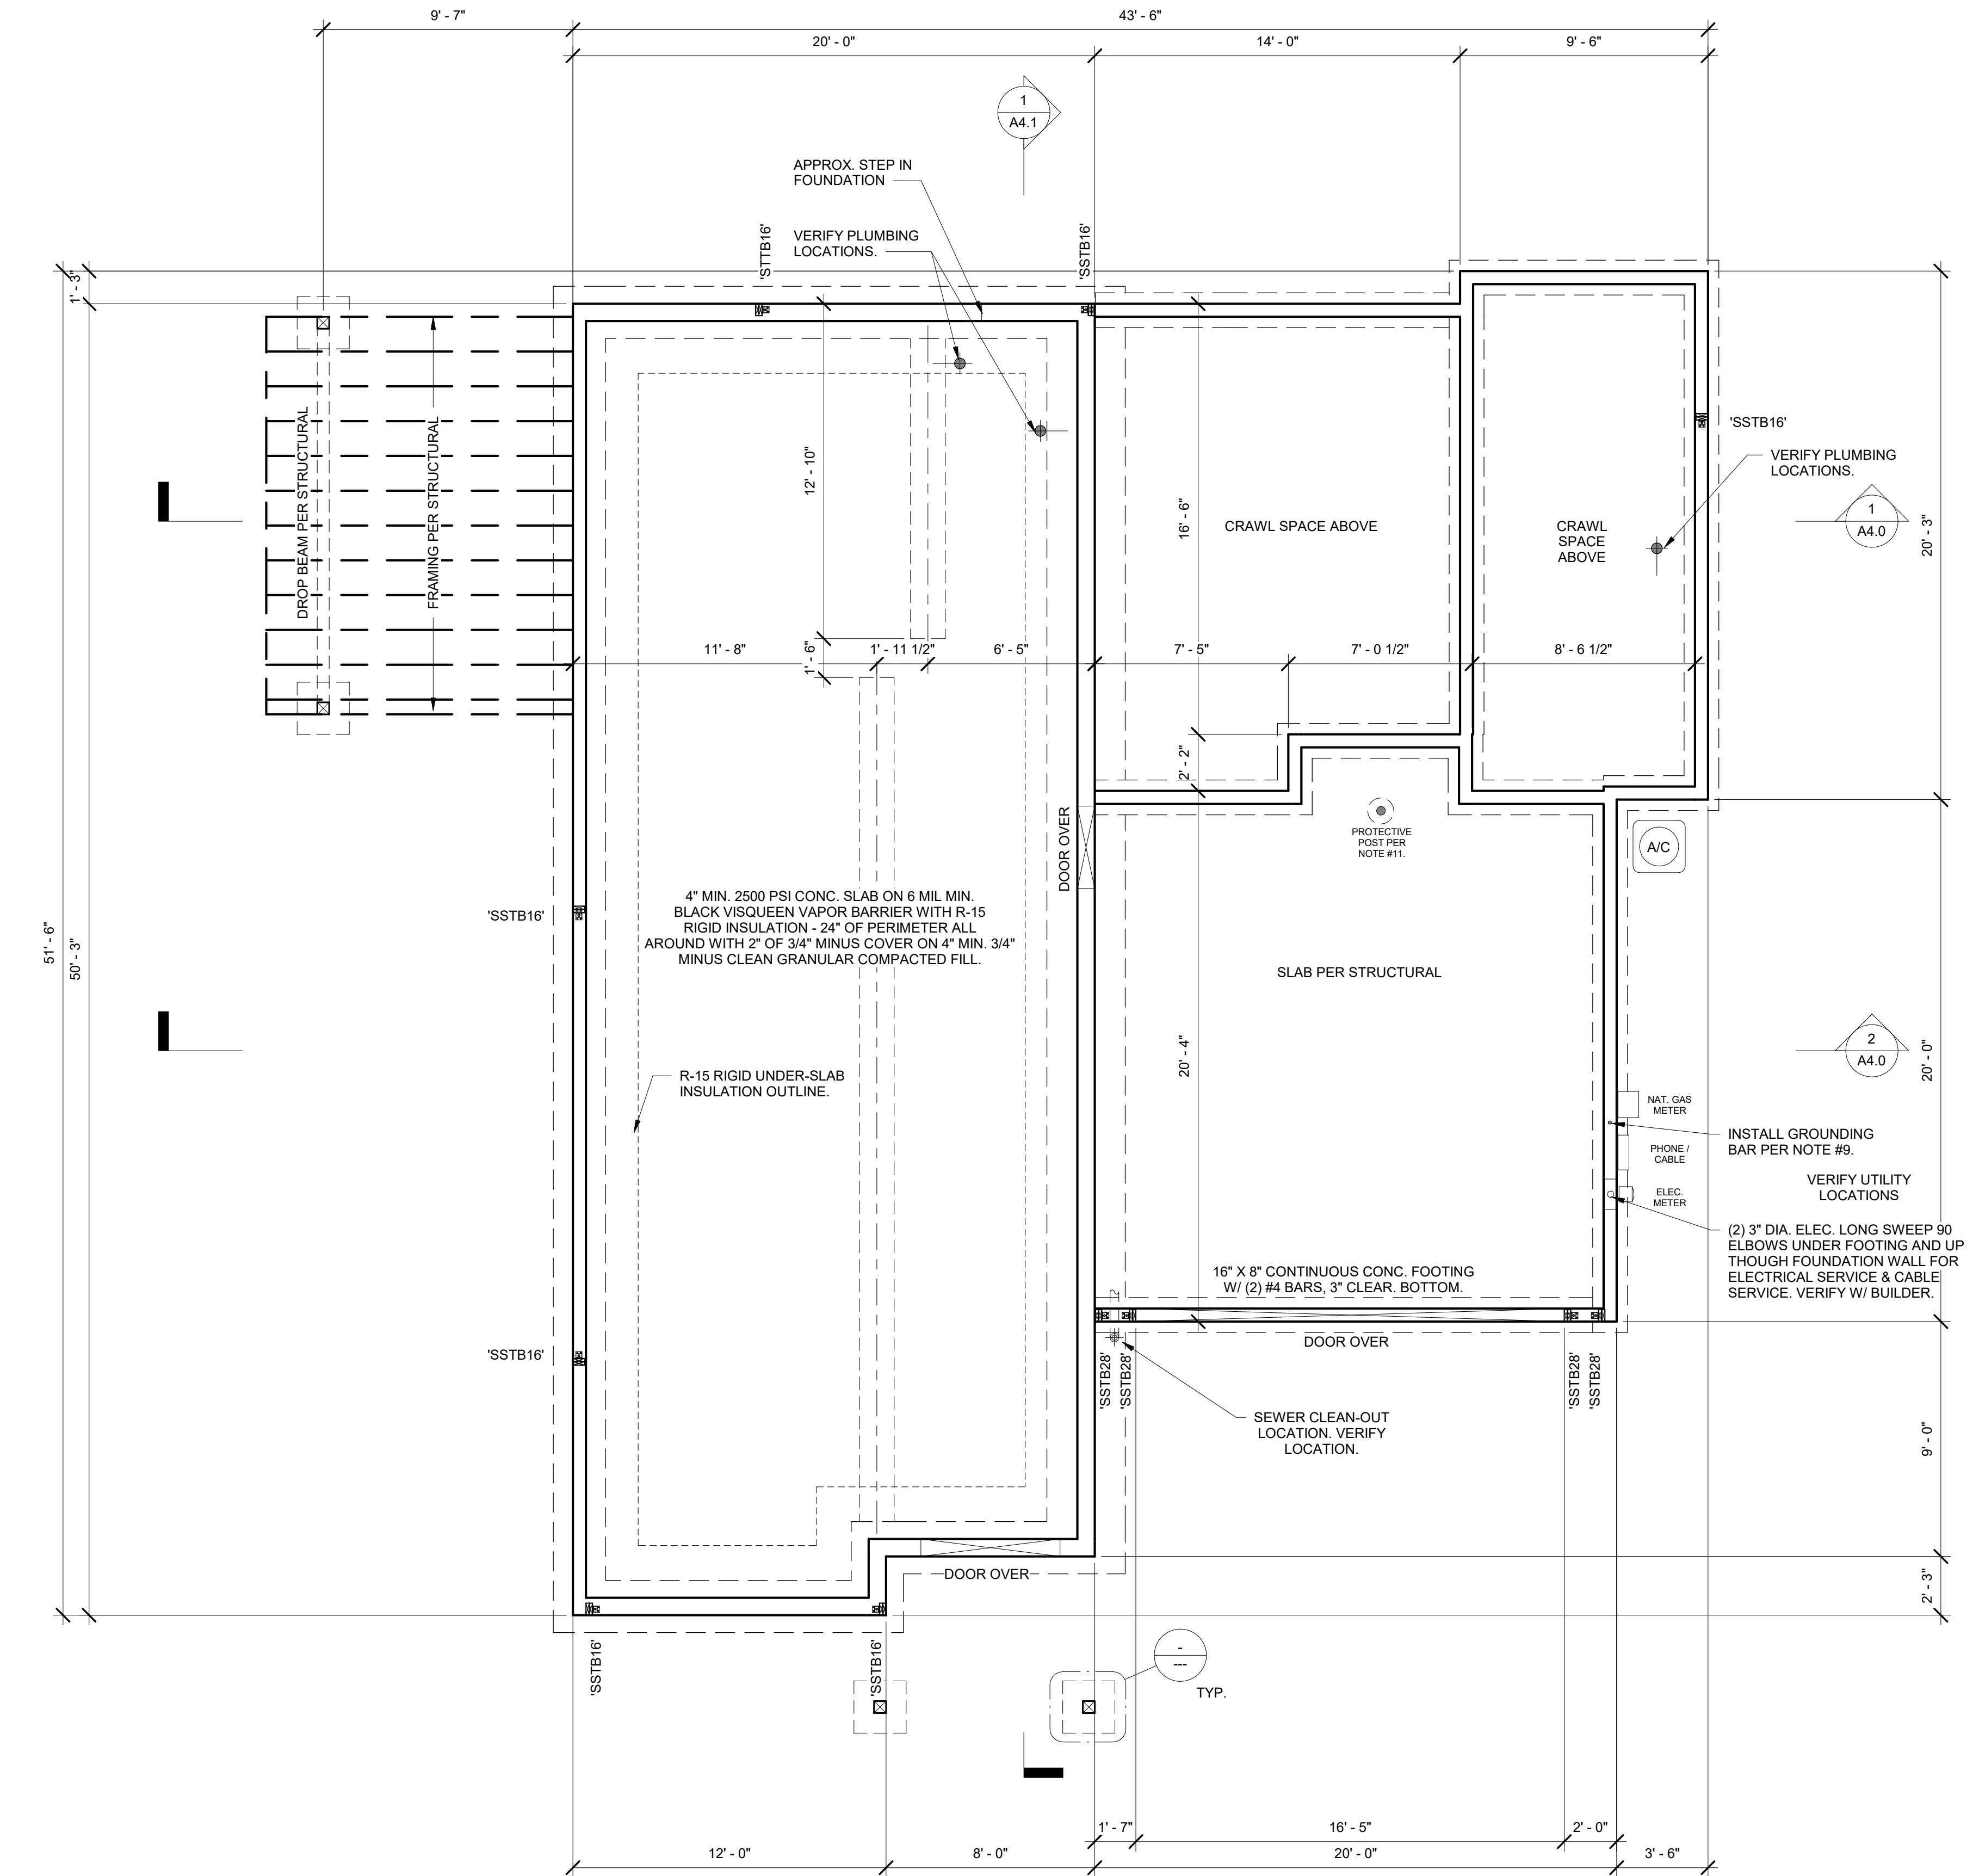 9' - 7"
43' - 6"
20' - 0"
14' - 0"
9' - 6"
1
A4.1
APPROX. STEP IN
FOUNDATION
VERIFY PLUMBING
LOCATIONS.
'STTB16'
'SSTB16'
1' - 3"
51' - 6"
50' - 3"
DROP BEAM PER STRUCTURAL
FRAMING PER STRUCTURAL
12' - 10"
1' - 6"
16' - 6"
2' - 2"
CRAWL SPACE ABOVE
CRAWL
SPACE
ABOVE
'SSTB16'
VERIFY PLUMBING
LOCATIONS.
1
A4.0
20' - 3"
11' - 8"
1' - 11 1/2"
6' - 5"
7' - 5"
7' - 0 1/2"
8' - 6 1/2"
DOOR OVER
PROTECTIVE
POST PER
NOTE #11.
A/C
'SSTB16'
4" MIN. 2500 PSI CONC. SLAB ON 6 MIL MIN.
BLACK VISQUEEN VAPOR BARRIER WITH R-15
RIGID INSULATION - 24" OF PERIMETER ALL
AROUND WITH 2" OF 3/4" MINUS COVER ON 4" MIN. 3/4"
MINUS CLEAN GRANULAR COMPACTED FILL.
SLAB PER STRUCTURAL
R-15 RIGID UNDER-SLAB
INSULATION OUTLINE.
20' - 4"
2
A4.0
20' - 0"
NAT. GAS
METER
INSTALL GROUNDING
BAR PER NOTE #9.
PHONE /
CABLE
VERIFY UTILITY
LOCATIONS
ELEC.
METER
(2) 3" DIA. ELEC. LONG SWEEP 90
ELBOWS UNDER FOOTING AND UP
THOUGH FOUNDATION WALL FOR
ELECTRICAL SERVICE & CABLE
SERVICE. VERIFY W/ BUILDER.
16" X 8" CONTINUOUS CONC. FOOTING
W/ (2) #4 BARS, 3" CLEAR. BOTTOM.
DOOR OVER
'SSTB16'
'SSTB28'
'SSTB28'
'SSTB28'
'SSTB28'
SEWER CLEAN-OUT
LOCATION. VERIFY
LOCATION.
9' - 0"
2' - 3"
DOOR OVER
'SSTB16'
'SSTB16'
-
---
TYP.
1' - 7"
16' - 5"
2' - 0"
12' - 0"
8' - 0"
20' - 0"
3' - 6"